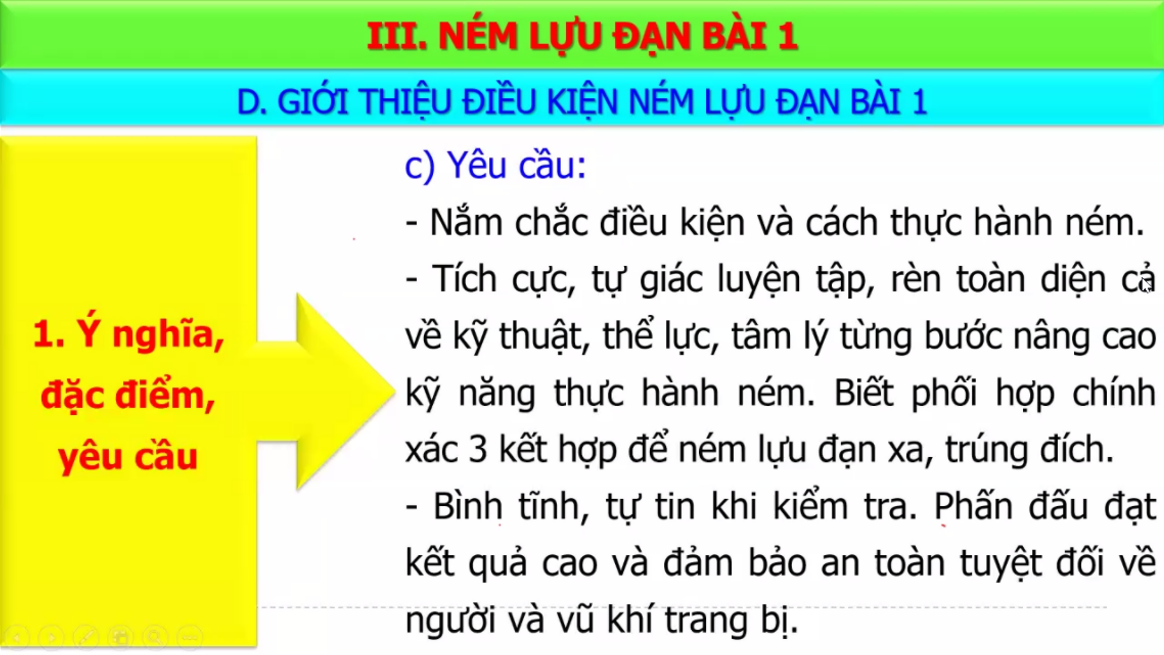 III. NÉM LỰU ĐẠN BÀI 1
D. GIỚI THIỆU ĐIỀU KIỆN NÉM LỰU ĐẠN BÀI 1
1. Ý nghĩa,
đặc điểm,
yêu cầu
c) Yêu cầu:
- Nắm chắc điều kiện và cách thực hành ném.
- Tích cực, tự giác luyện tập, rèn toàn diện cả
về kỹ thuật, thể lực, tâm lý từng bước nâng cao
kỹ năng thực hành ném. Biết phối hợp chính
xác 3 kết hợp để ném lựu đạn xa, trúng đích.
- Bình tĩnh, tự tin khi kiểm tra. Phấn đấu đạt
kết quả cao và đảm bảo an toàn tuyệt đối về
người và vũ khí trang bị.